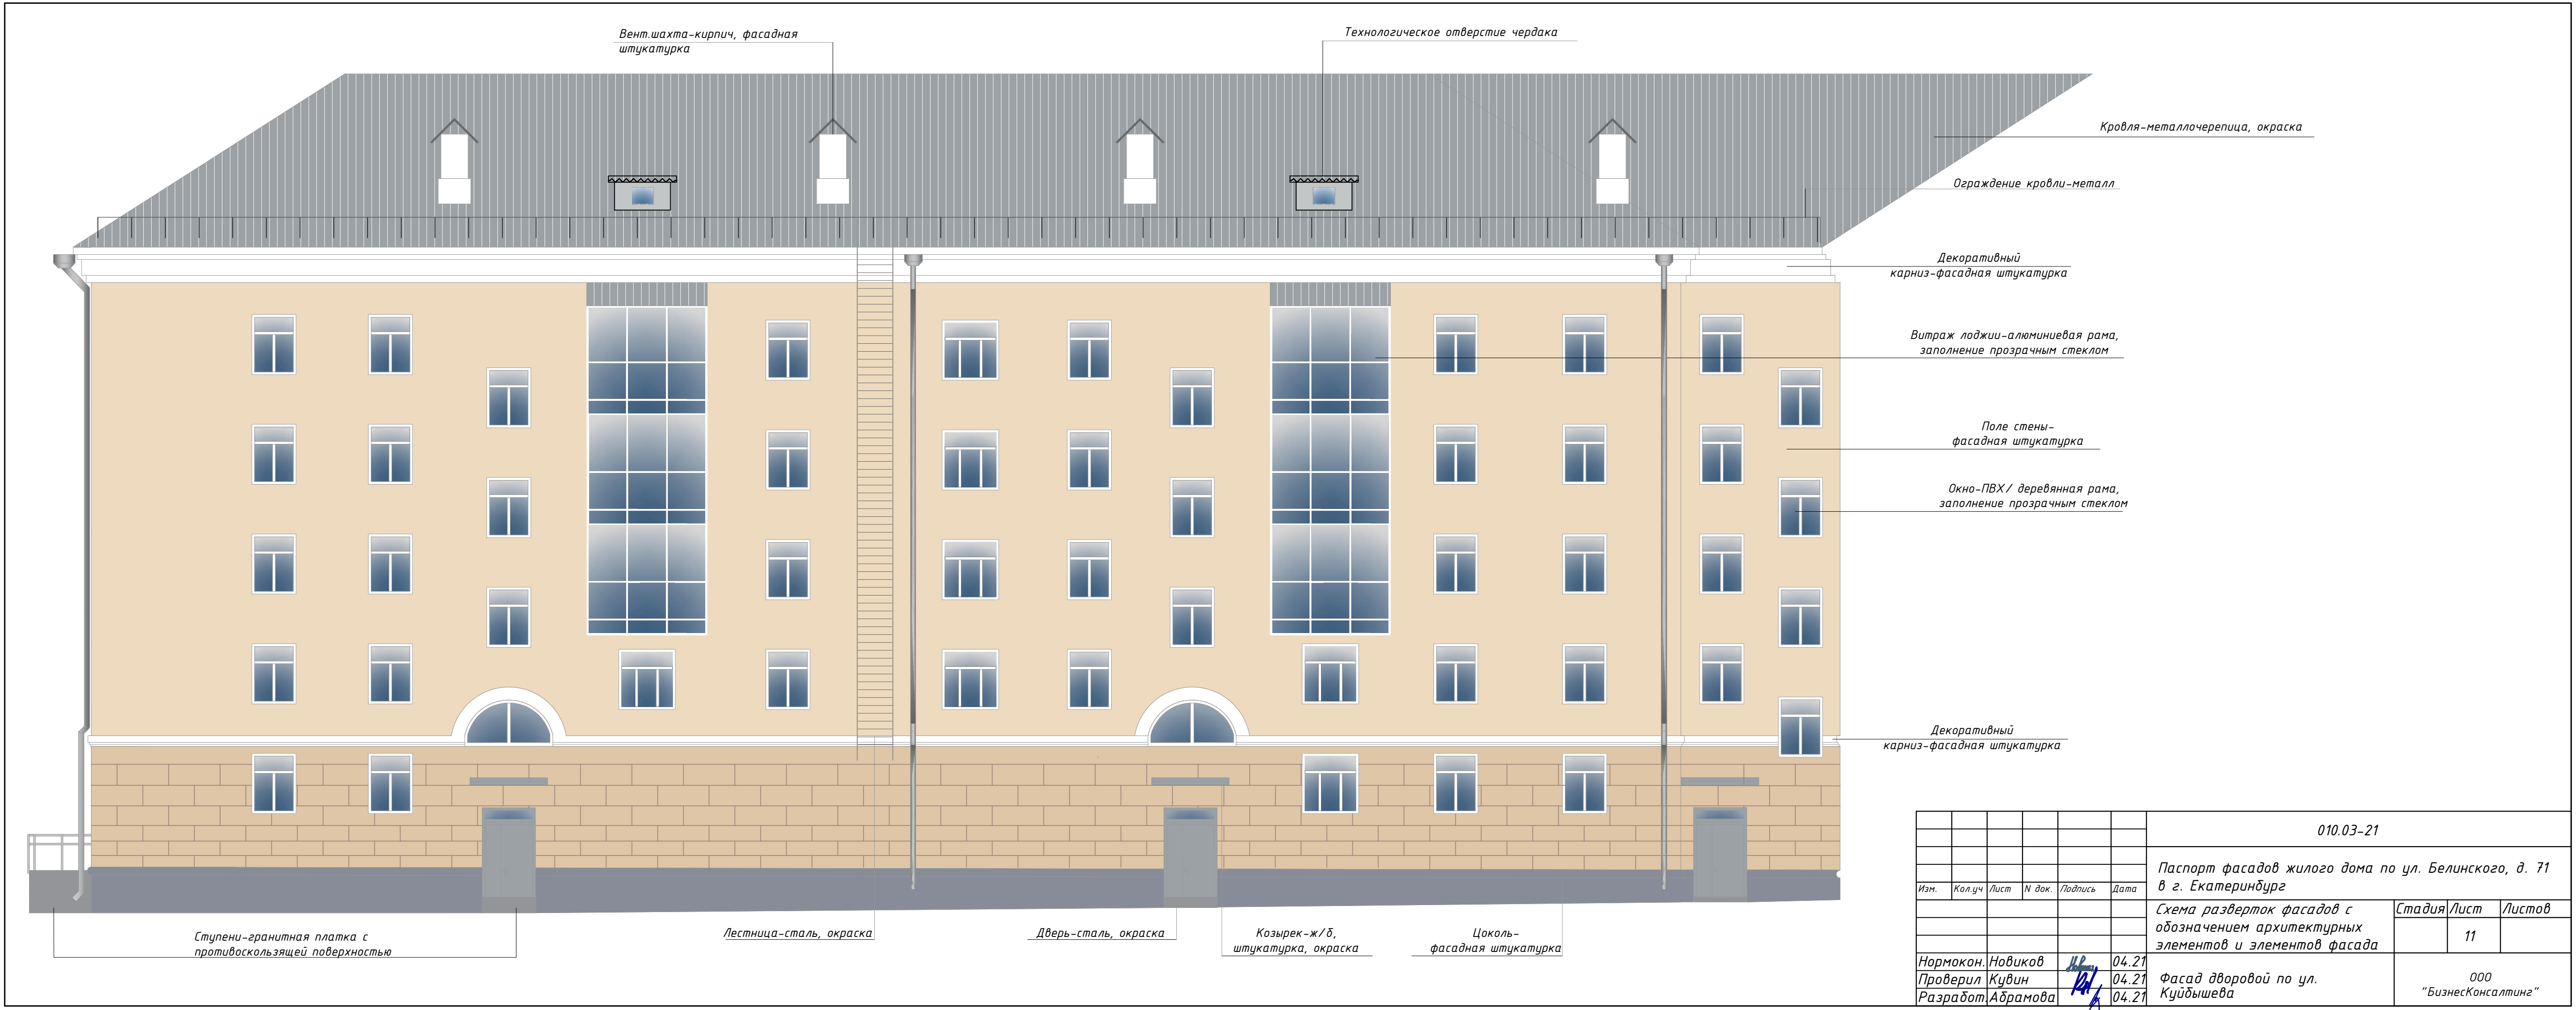 Вент.шахта-кирпич, фасадная
штукатурка
Технологическое отверстие чердака
Кровля-металлочерепица, окраска
Ограждение кровли-металл
Декоративный
карниз-фасадная штукатурка
Витраж лоджии-алюминиевая рама,
заполнение прозрачным стеклом
Поле стены-
фасадная штукатурка
Окно-ПВХ/ деревянная рама,
заполнение прозрачным стеклом
Декоративный
карниз-фасадная штукатурка
Ступени-гранитная платка с
противоскользящей поверхностью
Лестница-сталь, окраска
Дверь-сталь, окраска
Козырек-ж/б,
штукатурка, окраска
Цоколь-
фасадная штукатурка
010.03-21
Паспорт фасадов жилого дома по ул. Белинского, д. 71
в г. Екатеринбург
Изм. Кол.уч Лист N док. Подпись Дата
Схема разверток фасадов с
обозначением архитектурных
элементов и элементов фасада
Стадия Лист Листов
11
Нормокон. Новиков 04.21
Проверил Кувин 04.21
Разработ. Абрамова 04.21
Фасад дворовой по ул.
Куйбышева
ООО
"БизнесКонсалтинг"